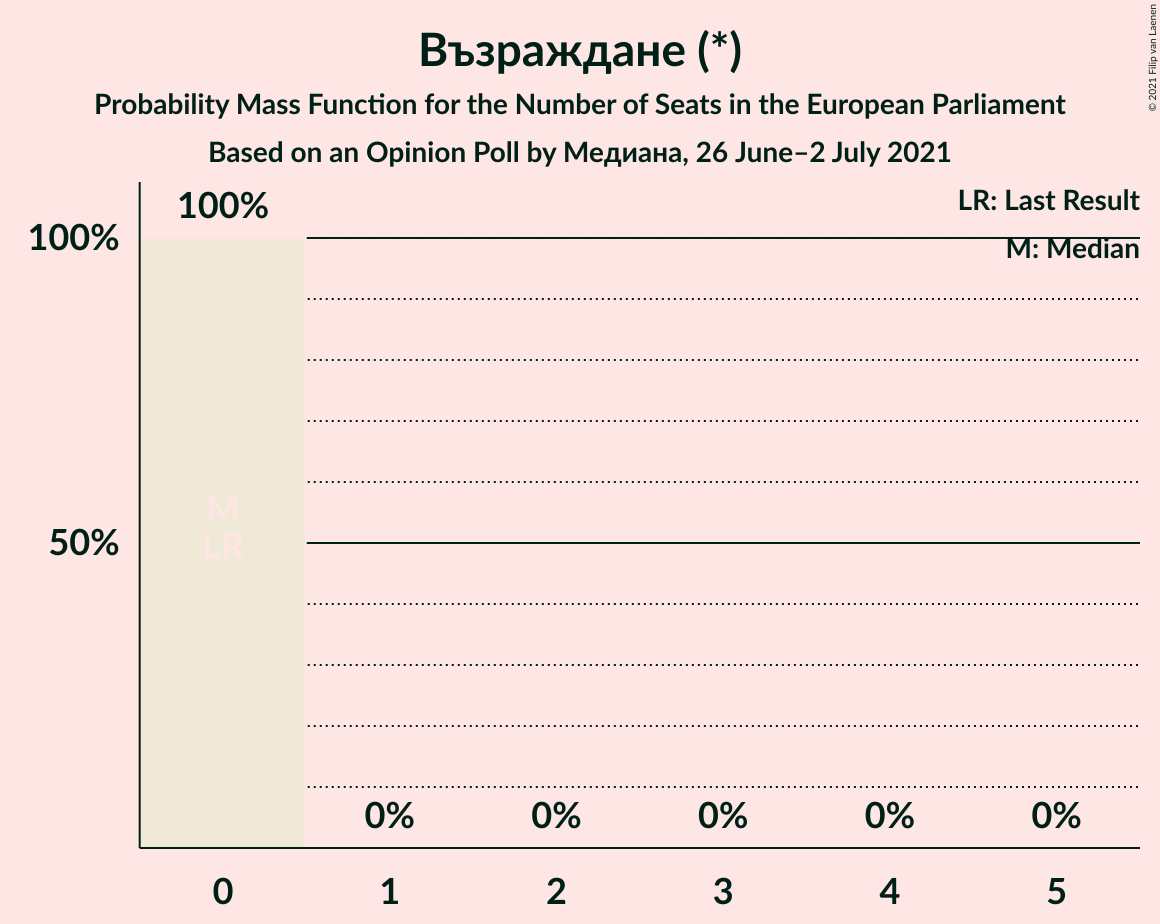 Възраждане (*)
Probability Mass Function for the Number of Seats in the European Parliament
Based on an Opinion Poll by Медиана, 26 June–2 July 2021
© 2021 Filip van Laenen
LR: Last Result
M: Median
100%
100%
50%
M
LR
0%
0%
0%
0%
0%
0
1
2
3
4
5